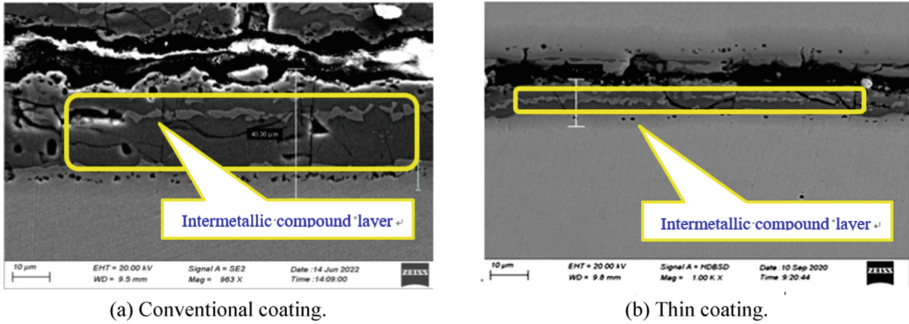 40.36 µm
Intermetallic compound layer
10 µm
EHT = 20.00 kV
Signal A = SE2
Date :14 Jun 2022
WD = 9.5 mm
Mag = 963 X
Time :14:09:00
ZEISS
(a) Conventional coating.
Intermetallic compound layer
10 µm
EHT = 20.00 kV
Signal A = HDBSD
Date :10 Sep 2020
WD = 9.8 mm
Mag = 1.00 K X
Time :9:20:44
ZEISS
(b) Thin coating.